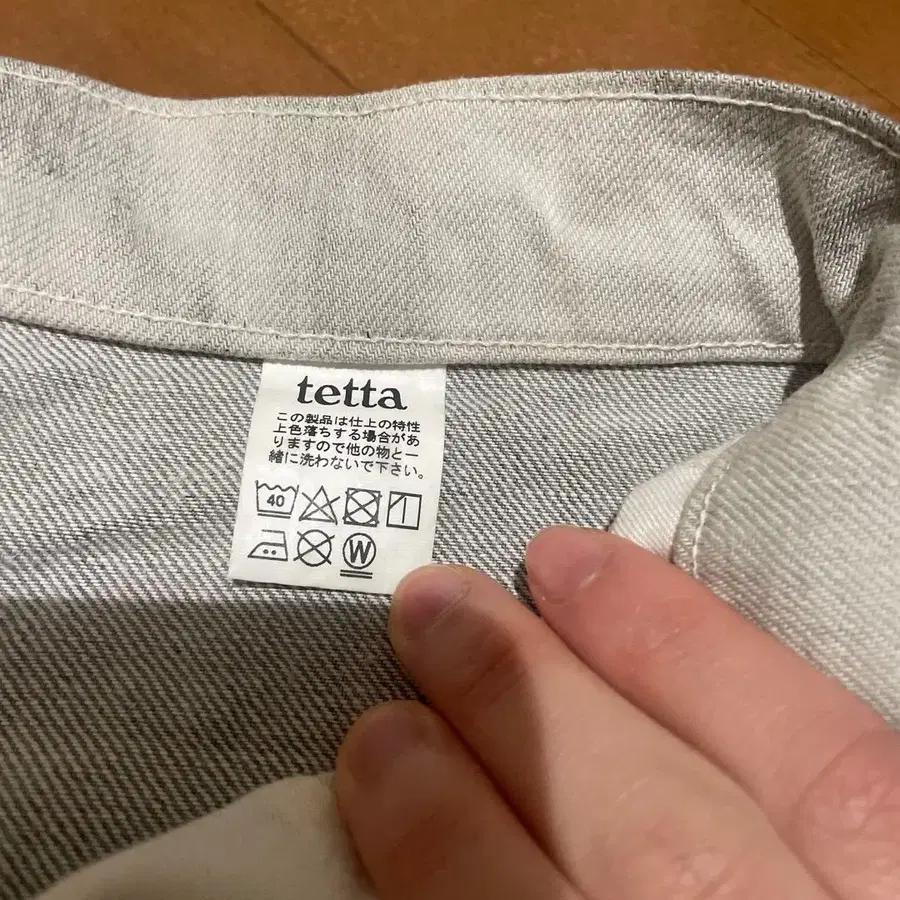 tetta
この製品は仕上の特性
上色落ちする場合があ
りますので他の物と一
緒に洗わないで下さい。
40
W